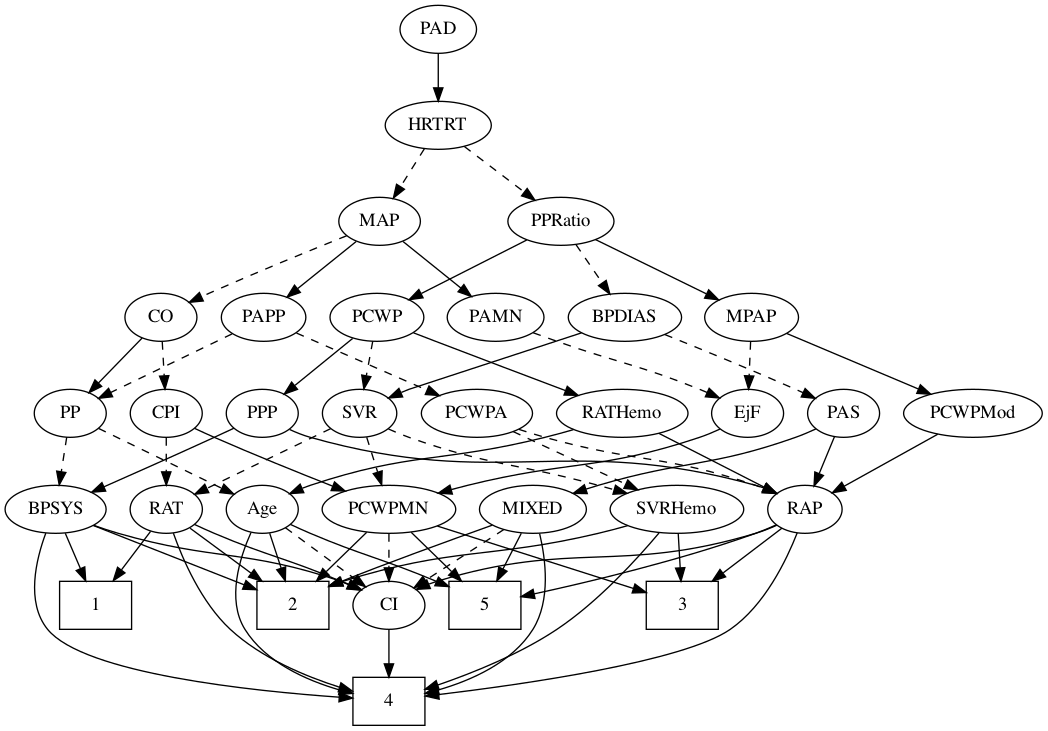 PAD
HRTRT
MAP PPRatio
CO PAPP PCWP PAMN BPDIAS MPAP
PP CPI PPP SVR PCWPA RATHemo EjF PAS PCWPMod
BPSYS RAT Age PCWPMN MIXED SVRHemo RAP
1 2 CI 5 3
4